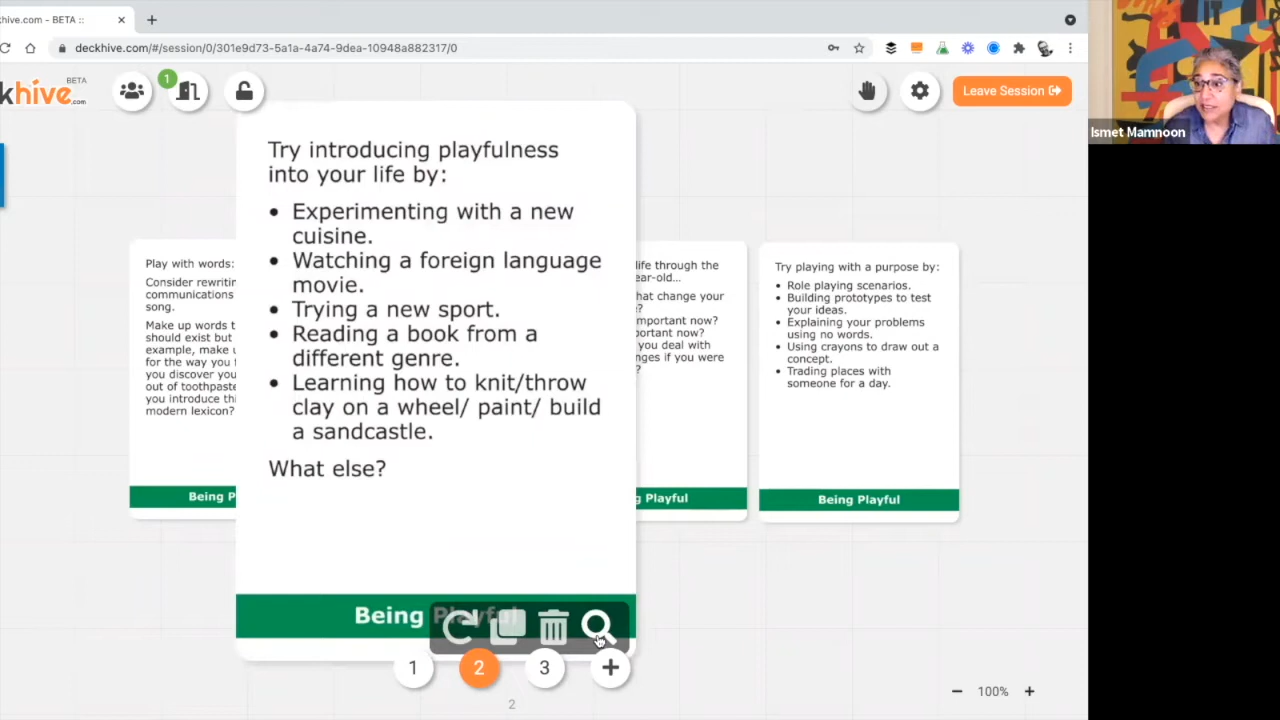 hive.com - BETA ::
deckhive.com/#/session/0/301e9d73-5a1a-4a74-9dea-10948a882317/0
khive.com
BETA
1
Leave Session
Ismet Mamnoon
Try introducing playfulness
into your life by:
• Experimenting with a new
cuisine.
• Watching a foreign language
movie.
• Trying a new sport.
• Reading a book from a
different genre.
• Learning how to knit/throw
clay on a wheel/ paint/ build
a sandcastle.
What else?
Being Playful
Play with words:
Consider rewritin
communications
song.
Make up words t
should exist but
example, make u
for the way you
you discover you
out of toothpaste
you introduce thi
modern lexicon?
Being P
life through the
ear-old...
hat change your
?
mportant now?
portant now?
you deal with
nges if you were
?
g Playful
Try playing with a purpose by:
• Role playing scenarios.
• Building prototypes to test
your ideas.
• Explaining your problems
using no words.
• Using crayons to draw out a
concept.
• Trading places with
someone for a day.
Being Playful
1
2
3
2
100%